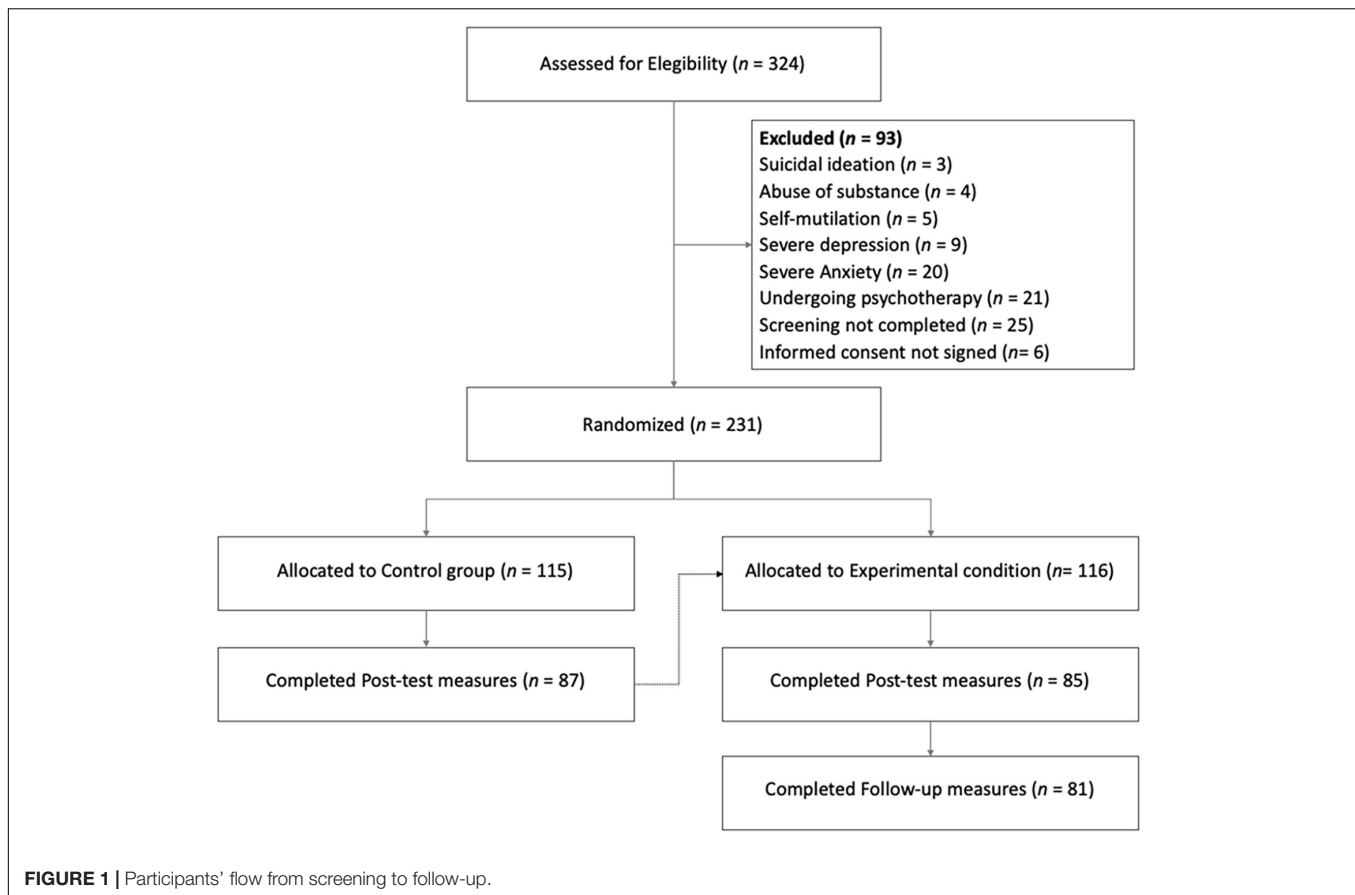 Assessed for Elegibility (n = 324)
Excluded (n = 93)
Suicidal ideation (n = 3)
Abuse of substance (n = 4)
Self-mutilation (n = 5)
Severe depression (n = 9)
Severe Anxiety (n = 20)
Undergoing psychotherapy (n = 21)
Screening not completed (n = 25)
Informed consent not signed (n= 6)
Randomized (n = 231)
Allocated to Control group (n = 115)
Allocated to Experimental condition (n= 116)
Completed Post-test measures (n = 87)
Completed Post-test measures (n = 85)
Completed Follow-up measures (n = 81)
FIGURE 1 | Participants’ flow from screening to follow-up.